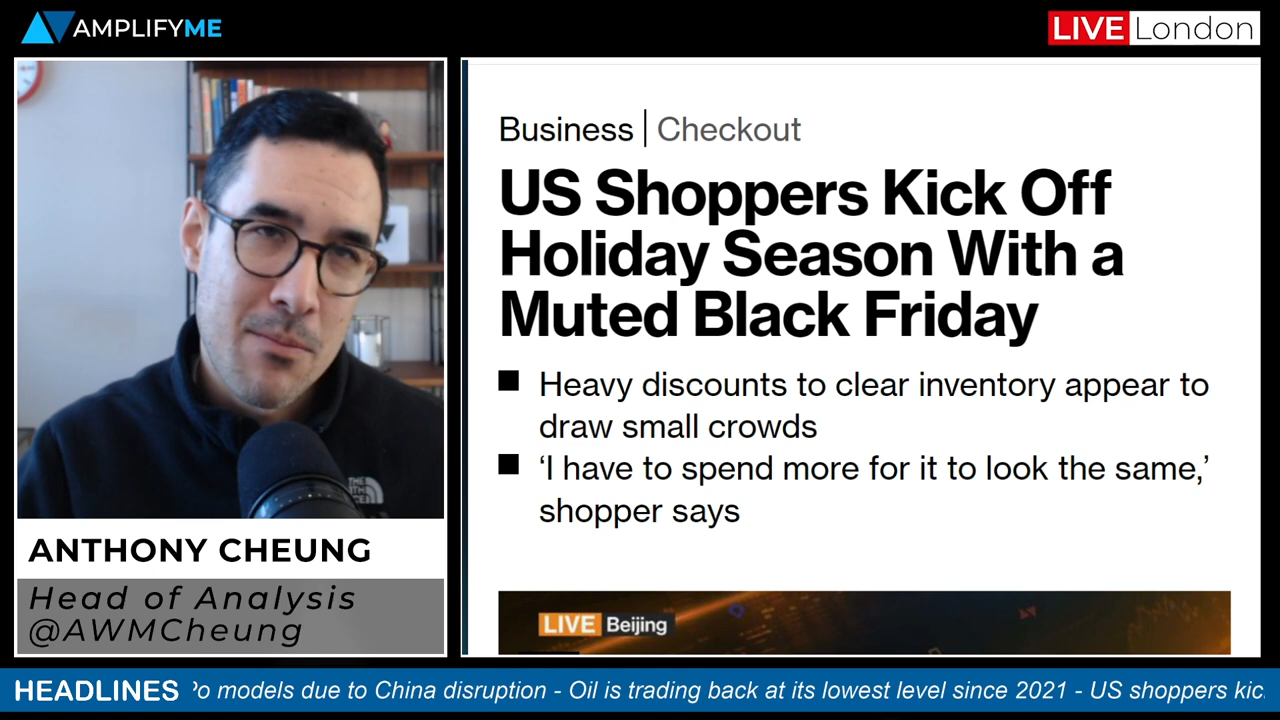 AMPLIFYME
LIVE London
Business | Checkout
US Shoppers Kick Off
Holiday Season With a
Muted Black Friday
Heavy discounts to clear inventory appear to
draw small crowds
‘I have to spend more for it to look the same,’
shopper says
LIVE Beijing
THE
NORTH
FACE
ANTHONY CHEUNG
Head of Analysis
@AWMCheung
HEADLINES models due to China disruption - Oil is trading back at its lowest level since 2021 - US shoppers